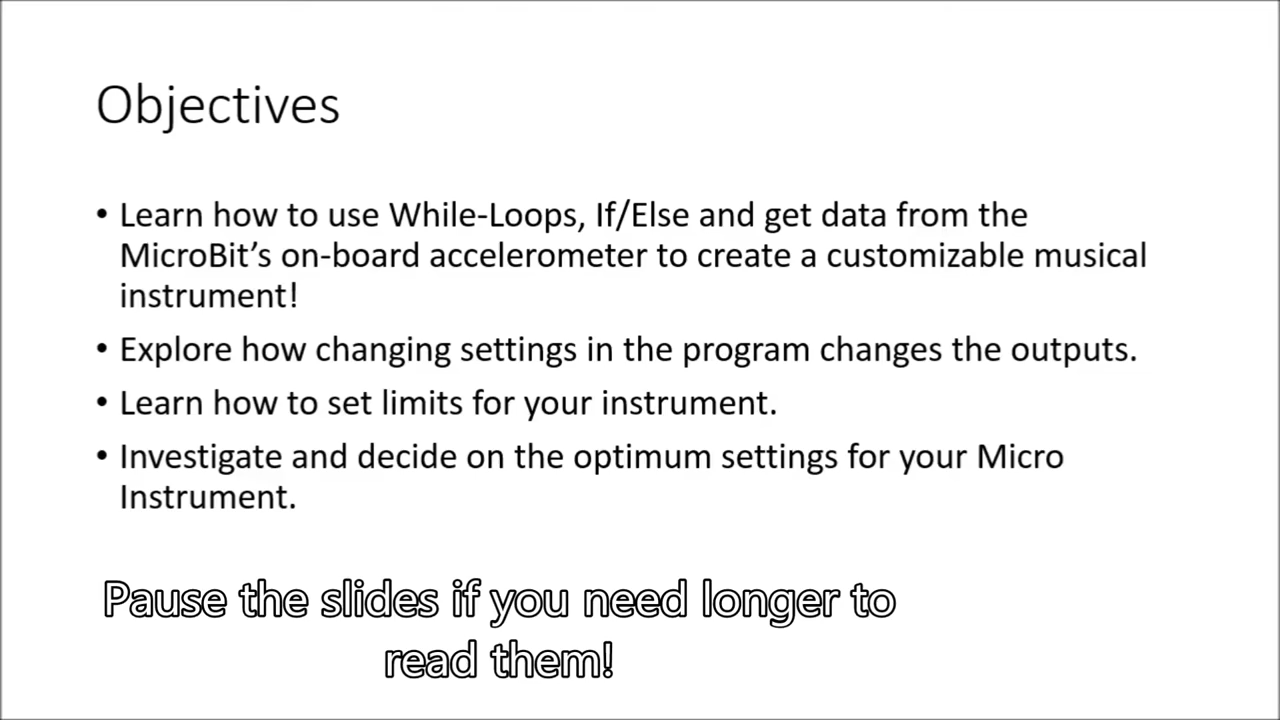 Objectives
• Learn how to use While-Loops, If/Else and get data from the
MicroBit’s on-board accelerometer to create a customizable musical
instrument!
• Explore how changing settings in the program changes the outputs.
• Learn how to set limits for your instrument.
• Investigate and decide on the optimum settings for your Micro
Instrument.
Pause the slides if you need longer to
read them!